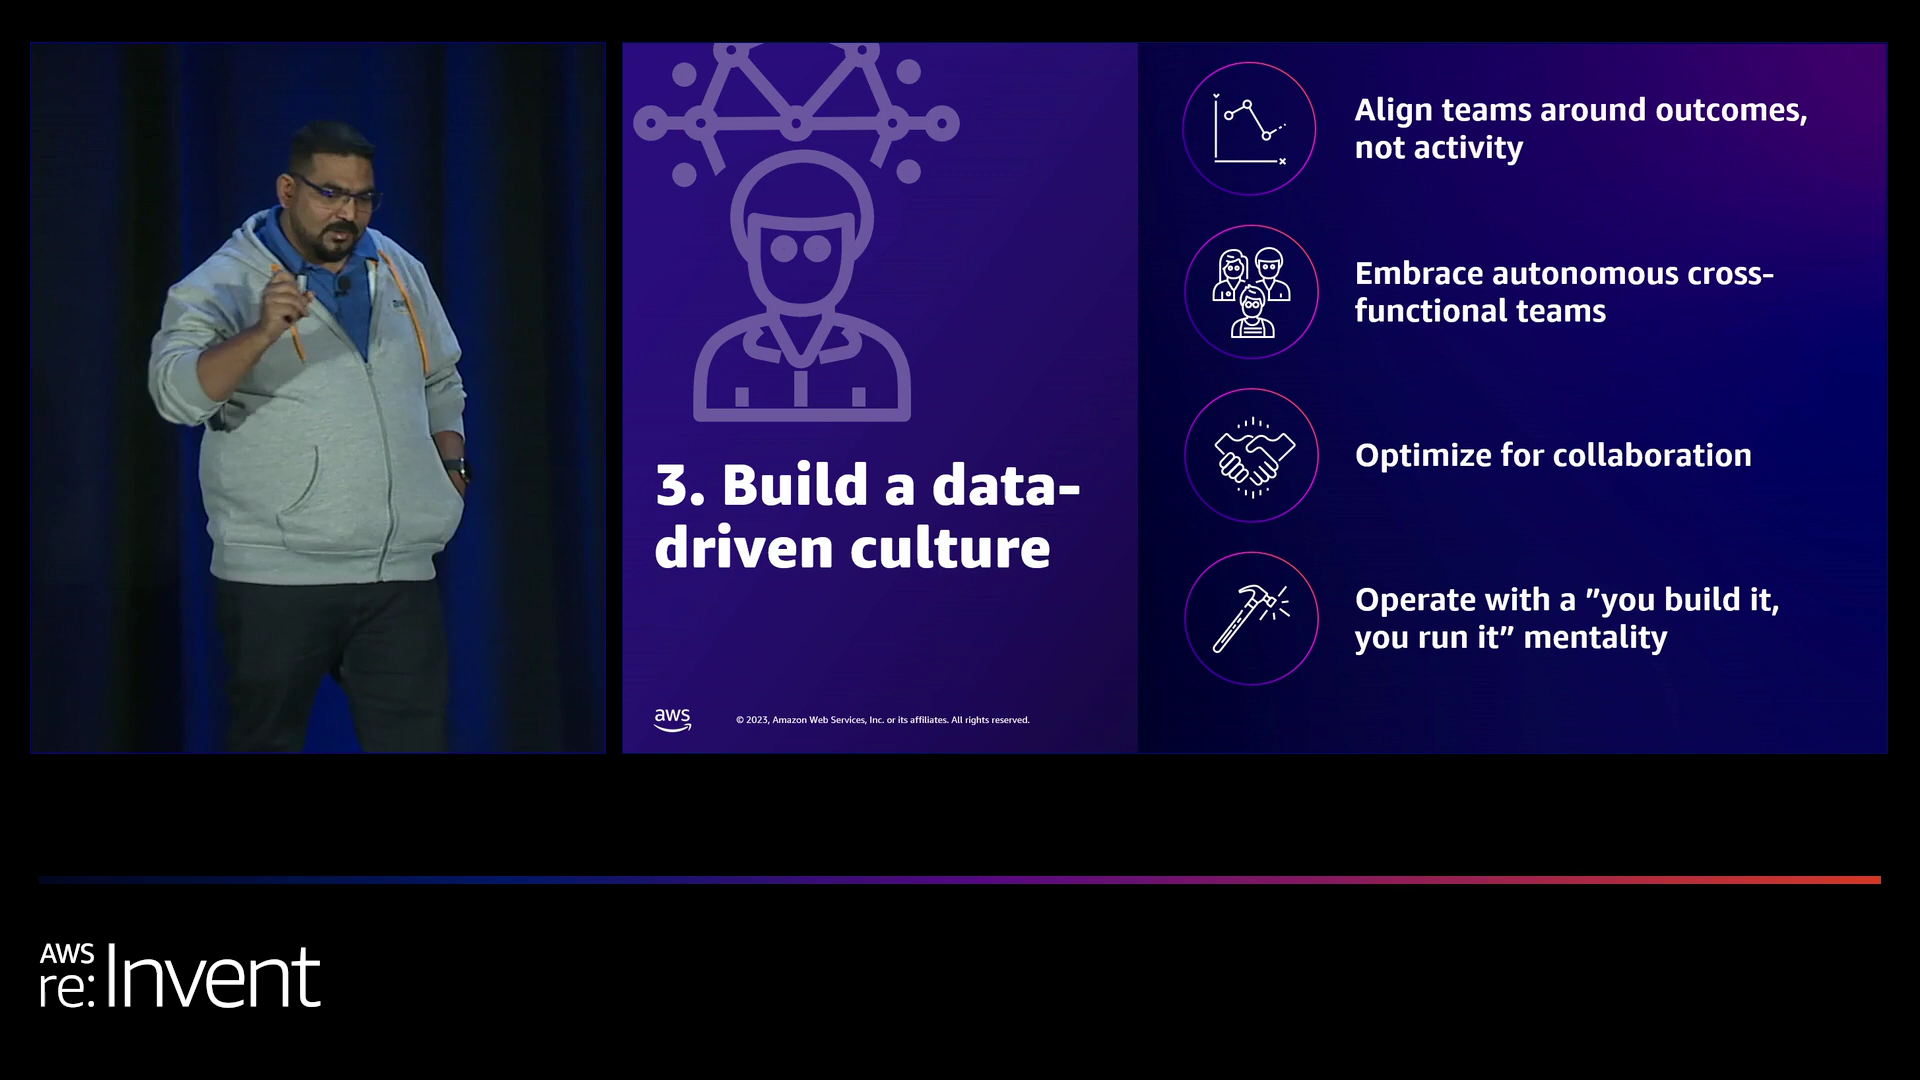 3. Build a data-
driven culture
aws
© 2023, Amazon Web Services, Inc. or its affiliates. All rights reserved.
Align teams around outcomes,
not activity
Embrace autonomous cross-
functional teams
Optimize for collaboration
Operate with a ”you build it,
you run it” mentality
AWS
re:Invent